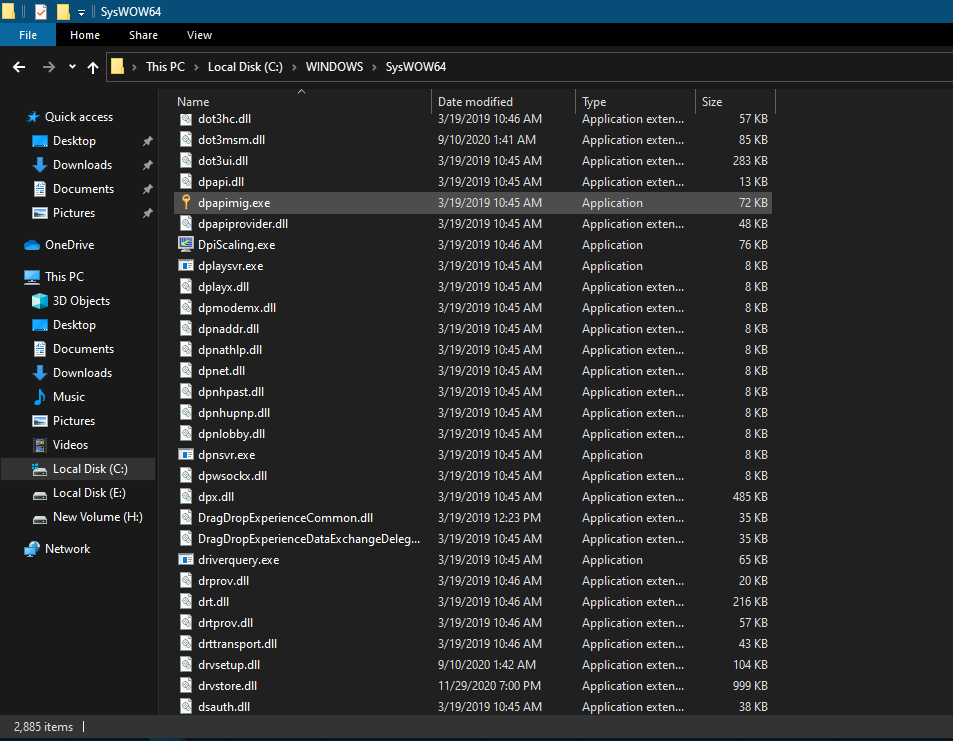 SysWOW64
File Home Share View
This PC Local Disk (C:) WINDOWS SysWOW64
Quick access
Desktop
Downloads
Documents
Pictures
OneDrive
This PC
3D Objects
Desktop
Documents
Downloads
Music
Pictures
Videos
Local Disk (C:)
Local Disk (E:)
New Volume (H:)
Network
Name Date modified Type Size
dot3hc.dll 3/19/2019 10:46 AM Application exten... 57 KB
dot3msm.dll 9/10/2020 1:41 AM Application exten... 85 KB
dot3ui.dll 3/19/2019 10:45 AM Application exten... 283 KB
dpapi.dll 3/19/2019 10:45 AM Application exten... 13 KB
dpapimig.exe 3/19/2019 10:45 AM Application 72 KB
dpapiprovider.dll 3/19/2019 10:45 AM Application exten... 48 KB
DpiScaling.exe 3/19/2019 10:46 AM Application 76 KB
dplaysvr.exe 3/19/2019 10:45 AM Application 8 KB
dplayx.dll 3/19/2019 10:45 AM Application exten... 8 KB
dpmodemx.dll 3/19/2019 10:45 AM Application exten... 8 KB
dpnaddr.dll 3/19/2019 10:45 AM Application exten... 8 KB
dpnathlp.dll 3/19/2019 10:45 AM Application exten... 8 KB
dpnet.dll 3/19/2019 10:45 AM Application exten... 8 KB
dpnhpast.dll 3/19/2019 10:45 AM Application exten... 8 KB
dpnhupnp.dll 3/19/2019 10:45 AM Application exten... 8 KB
dpnlobby.dll 3/19/2019 10:45 AM Application exten... 8 KB
dpnsvr.exe 3/19/2019 10:45 AM Application 8 KB
dpwsockx.dll 3/19/2019 10:45 AM Application exten... 8 KB
dpx.dll 3/19/2019 10:45 AM Application exten... 485 KB
DragDropExperienceCommon.dll 3/19/2019 12:23 PM Application exten... 35 KB
DragDropExperienceDataExchangeDeleg... 3/19/2019 10:45 AM Application exten... 35 KB
driverquery.exe 3/19/2019 10:45 AM Application 65 KB
drprov.dll 3/19/2019 10:46 AM Application exten... 20 KB
drt.dll 3/19/2019 10:46 AM Application exten... 216 KB
drtprov.dll 3/19/2019 10:46 AM Application exten... 57 KB
drttransport.dll 3/19/2019 10:46 AM Application exten... 43 KB
drvsetup.dll 9/10/2020 1:42 AM Application exten... 104 KB
drvstore.dll 11/29/2020 7:00 PM Application exten... 999 KB
dsauth.dll 3/19/2019 10:45 AM Application exten... 38 KB
2,885 items